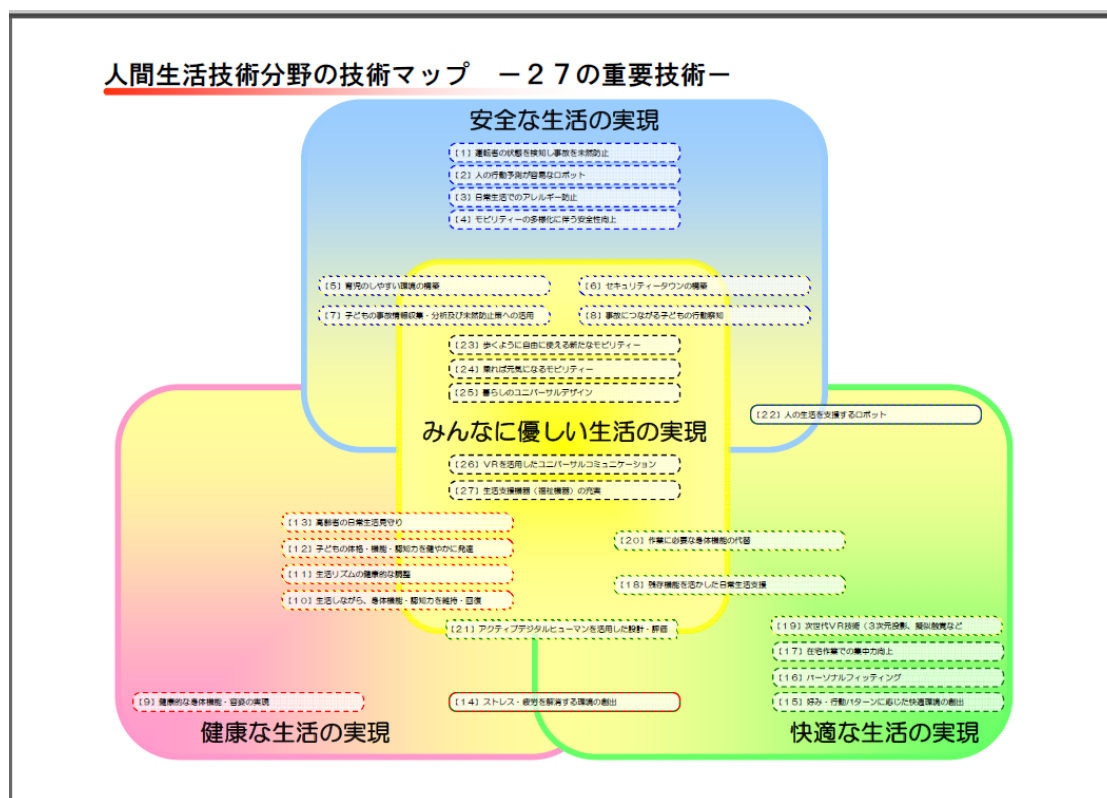 人間生活技術分野の技術マップ －２７の重要技術－
安全な生活の実現
【1】運転者の状態を検知し事故を未然防止
【2】人の行動予測が容易なロボット
【3】日常生活でのアレルギー防止
【4】モビリティーの多様化に伴う安全性向上
【5】育児のしやすい環境の構築
【6】セキュリティータウンの構築
【7】子どもの事故情報収集・分析及び未然防止策への活用
【8】事故につながる子どもの行動察知
【23】歩くように自由に使える新たなモビリティー
【24】乗れば元気になるモビリティー
【25】暮らしのユニバーサルデザイン
【22】人の生活を支援するロボット
みんなに優しい生活の実現
【26】VRを活用したユニバーサルコミュニケーション
【27】生活支援機器（福祉機器）の充実
【13】高齢者の日常生活見守り
【12】子どもの体格・機能・認知力を健やかに発達
【11】生活リズムの健康的な調整
【10】生活しながら、身体機能・認知力を維持・回復
【20】作業に必要な身体機能の代替
【18】残存機能を活かした日常生活支援
【21】アクティブデジタルヒューマンを活用した設計・評価
【19】次世代VR技術（3次元投影、擬似触覚など
【17】在宅作業での集中力向上
【16】パーソナルフィッティング
【15】好み・行動パターンに応じた快適環境の創出
【9】健康的な身体機能・容姿の実現
【14】ストレス・疲労を解消する環境の創出
健康な生活の実現
快適な生活の実現